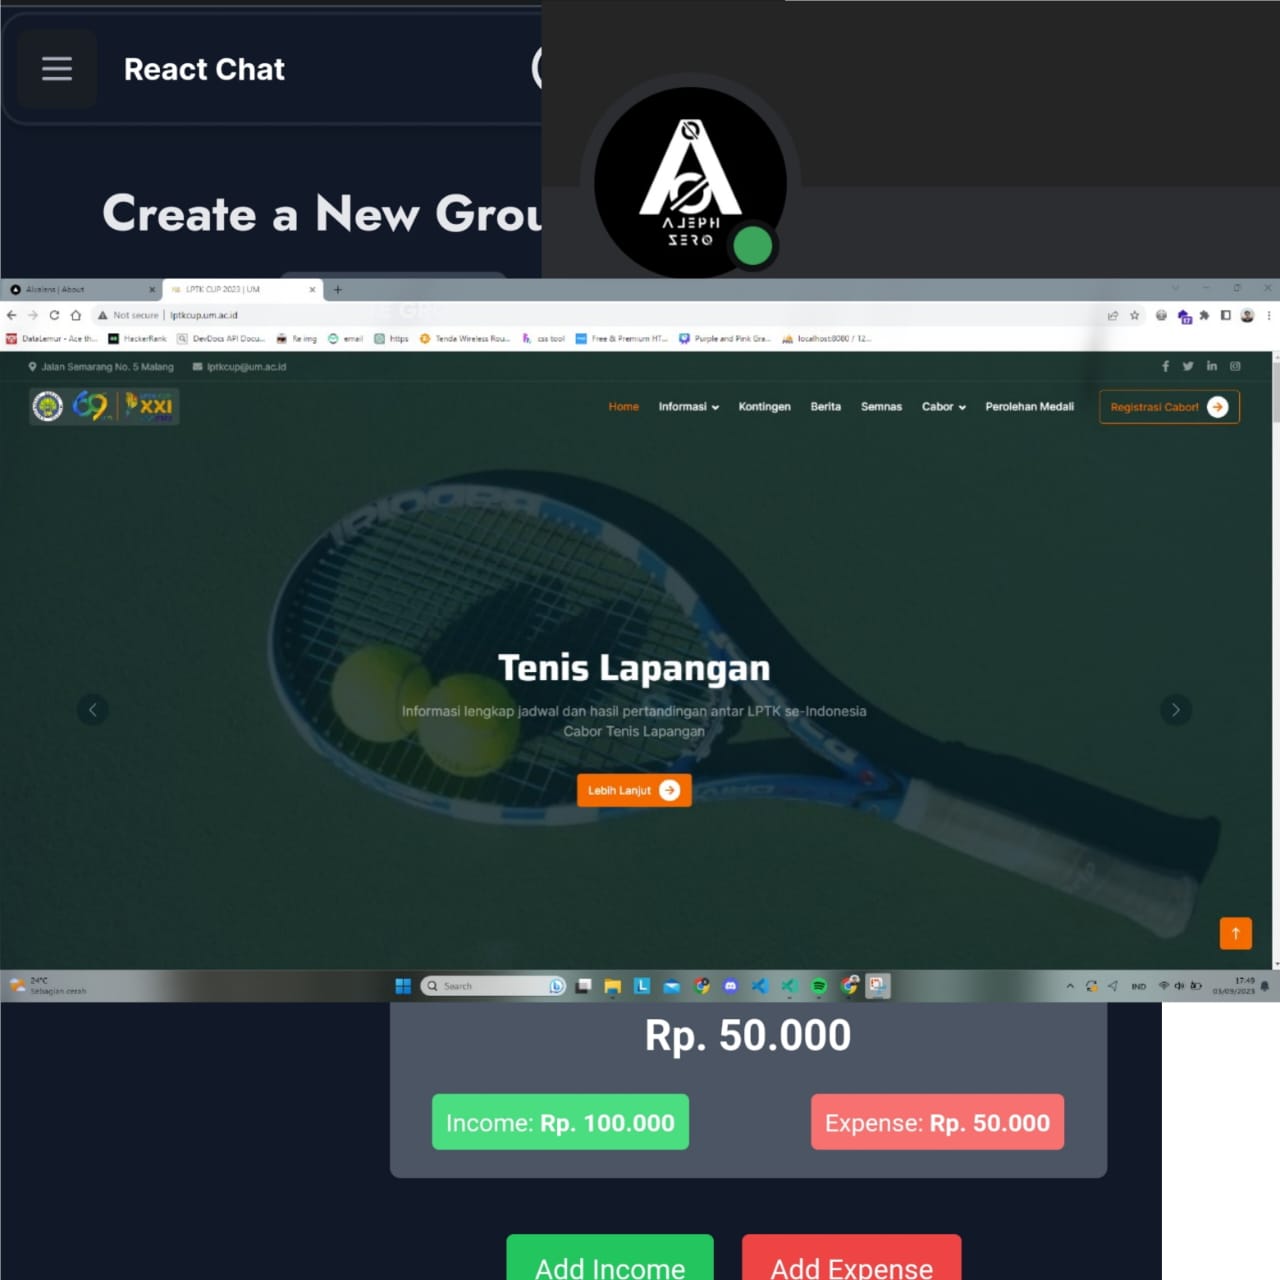 React Chat
Create a New Grou
ALEPH
ZERO
Alvalens | About
LPTK CUP 2023 | UM
Not secure | lptkcup.um.ac.id
DataLemur - Ace th...
HackerRank
DevDocs API Docu...
Re img
email
https
Tenda Wireless Rou...
css tool
Free & Premium HT...
Purple and Pink Gra...
localhost:8080 / 12...
Jalan Semarang No. 5 Malang
lptkcup@um.ac.id
69
XXI
Home
Informasi
Kontingen
Berita
Semnas
Cabor
Perolehan Medali
Registrasi Cabor!
Tenis Lapangan
Informasi lengkap jadwal dan hasil pertandingan antar LPTK se-Indonesia
Cabor Tenis Lapangan
Lebih Lanjut
24°C
Sebagian cerah
Search
IND
17:49
03/09/2023
Rp. 50.000
Income: Rp. 100.000
Expense: Rp. 50.000
Add Income
Add Expense